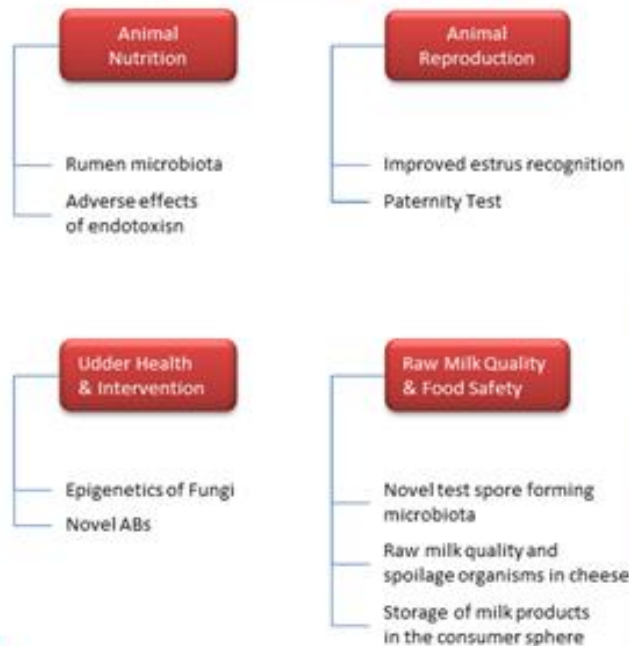 Animal
Nutrition
Rumen microbiota
Adverse effects
of endotoxisn
Animal
Reproduction
Improved estrus recognition
Paternity Test
Udder Health
& Intervention
Epigenetics of Fungi
Novel ABs
Raw Milk Quality
& Food Safety
Novel test spore forming
microbiota
Raw milk quality and
spoilage organisms in cheese
Storage of milk products
in the consumer sphere